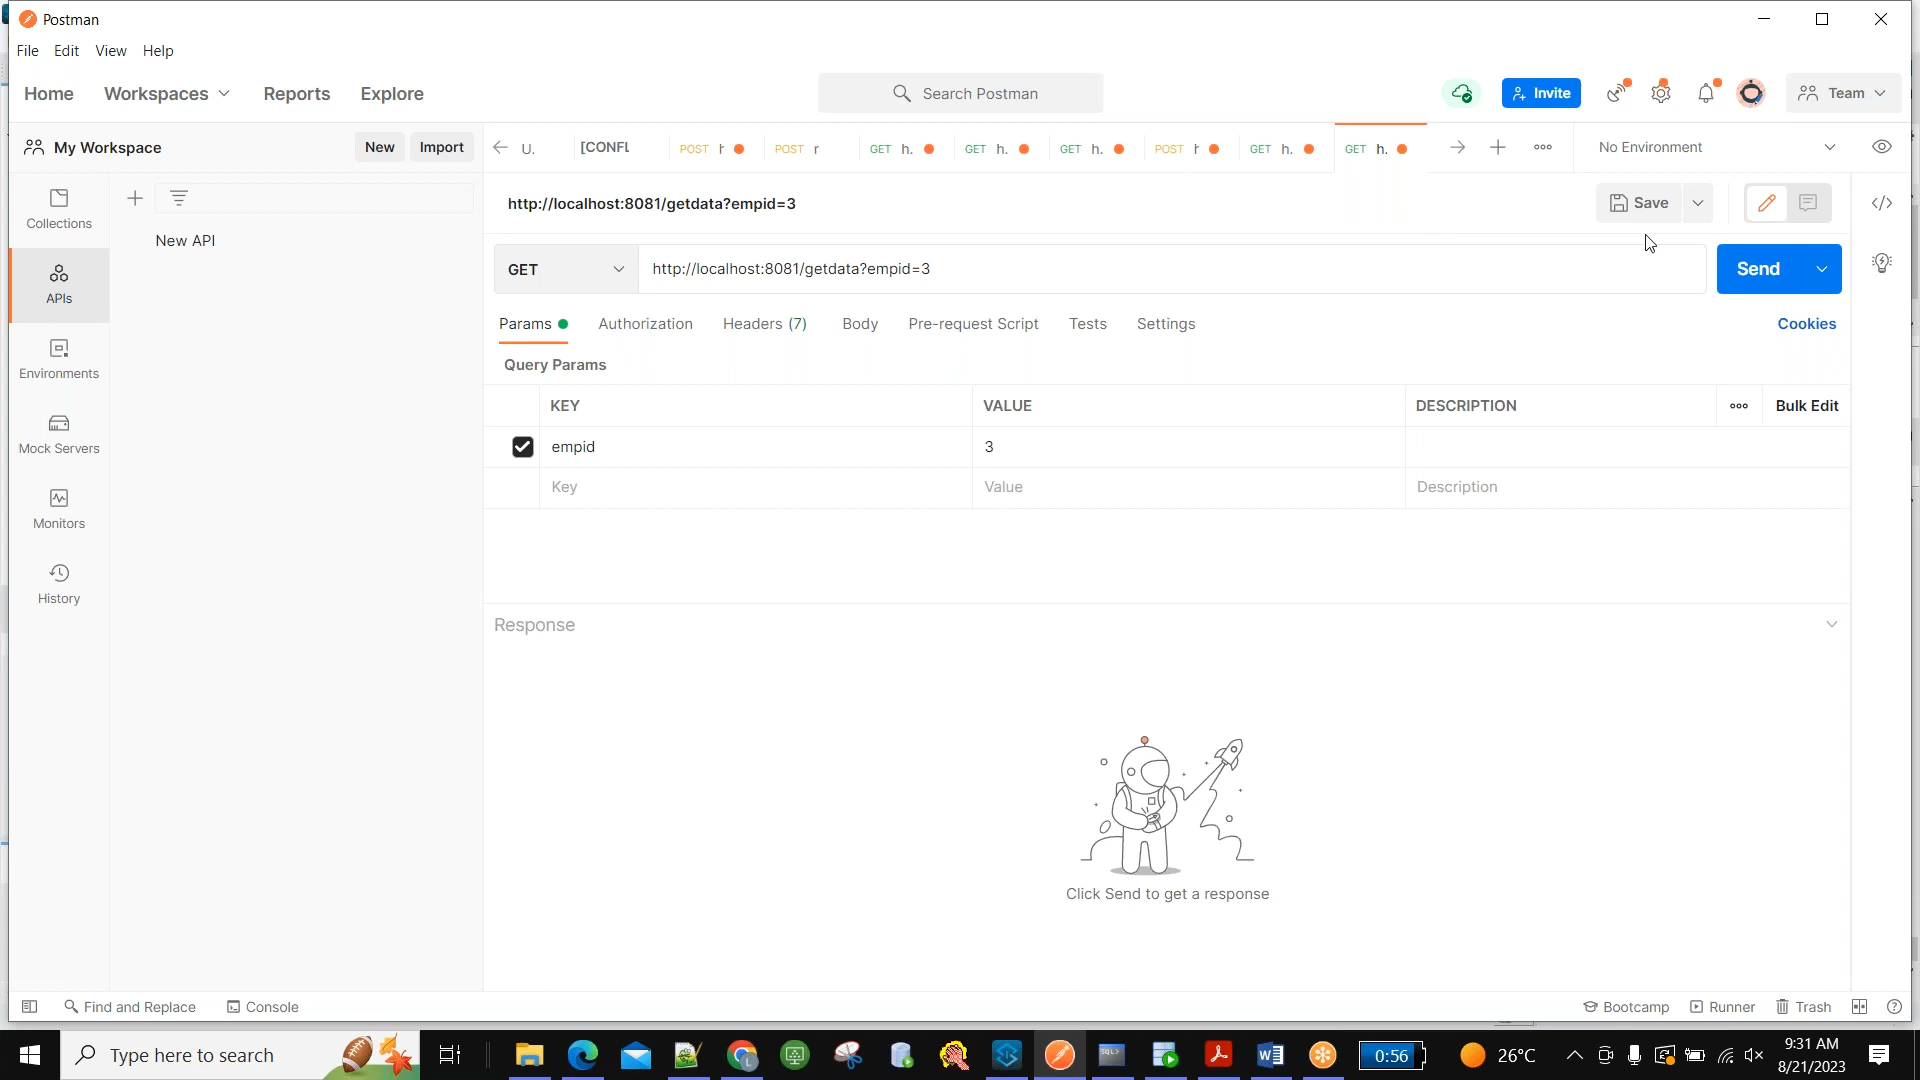 Postman
File Edit View Help
Home Workspaces Reports Explore
Search Postman
Invite
Team
My Workspace
New Import
U.
[CONFL
POST
POST r
GET h.
GET h.
GET h.
POST
GET h.
GET h.
No Environment
http://localhost:8081/getdata?empid=3
Save
GET
http://localhost:8081/getdata?empid=3
Send
Collections
APIs
Environments
Mock Servers
Monitors
History
New API
Params Authorization Headers (7) Body Pre-request Script Tests Settings
Cookies
Query Params
KEY VALUE DESCRIPTION Bulk Edit
empid 3
Key Value Description
Response
Click Send to get a response
Find and Replace Console
Bootcamp Runner Trash
Type here to search
SQL>
0:56
26°C
9:31 AM
8/21/2023